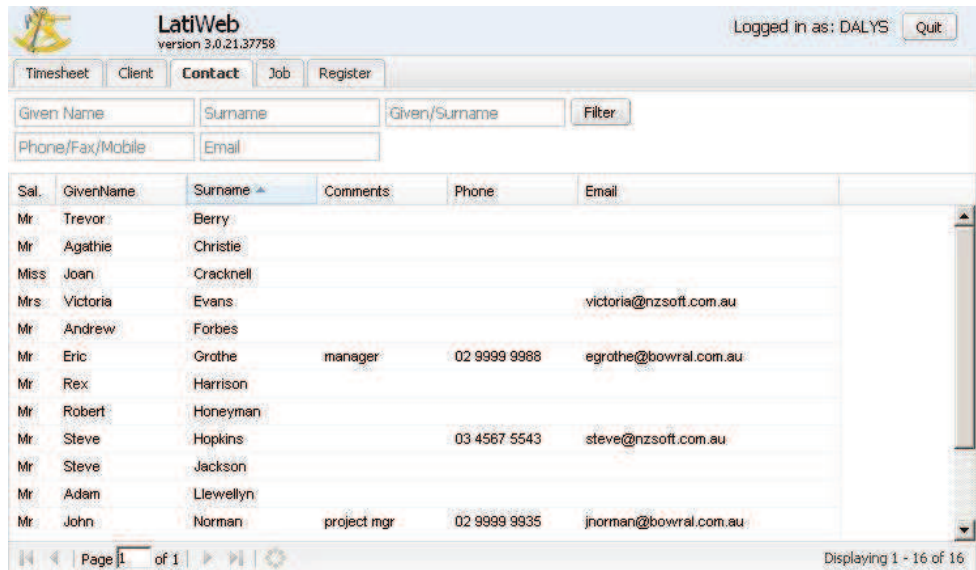 LatiWeb
version 3.0.21.37758
Logged in as: DALYS Quit
Timesheet Client Contact Job Register
Given Name Surname Given/Surname Filter
Phone/Fax/Mobile Email
Sal. GivenName Surname Comments Phone Email
Mr Trevor Berry
Mr Agathie Christie
Miss Joan Cracknell
Mrs Victoria Evans victoria@nzsoft.com.au
Mr Andrew Forbes
Mr Eric Grothe manager 02 9999 9988 egrothe@bowral.com.au
Mr Rex Harrison
Mr Robert Honeyman
Mr Steve Hopkins 03 4567 5543 steve@nzsoft.com.au
Mr Steve Jackson
Mr Adam Llewellyn
Mr John Norman project mgr 02 9999 9935 jnorman@bowral.com.au
Page 1 of 1 Displaying 1 - 16 of 16